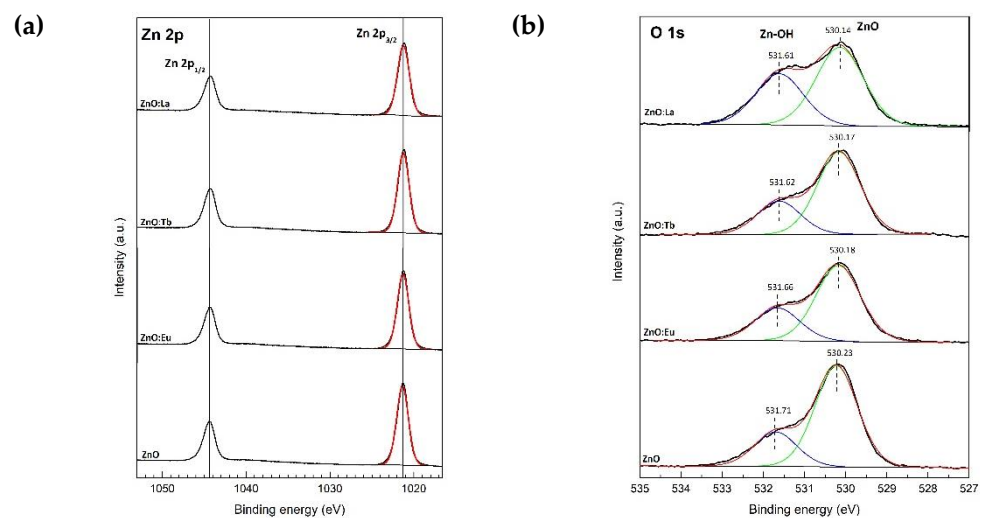 (a)
Zn 2p
Zn 2p3/2
Zn 2p1/2
ZnO:La
ZnO:Tb
ZnO:Eu
ZnO
Intensity (a.u.)
1050 1040 1030 1020
Binding energy (eV)
(b)
O 1s
Zn-OH
ZnO
530.14
531.61
ZnO:La
530.17
531.62
ZnO:Tb
530.18
531.66
ZnO:Eu
530.23
531.71
ZnO
Intensity (a.u.)
535 534 533 532 531 530 529 528 527
Binding energy (eV)